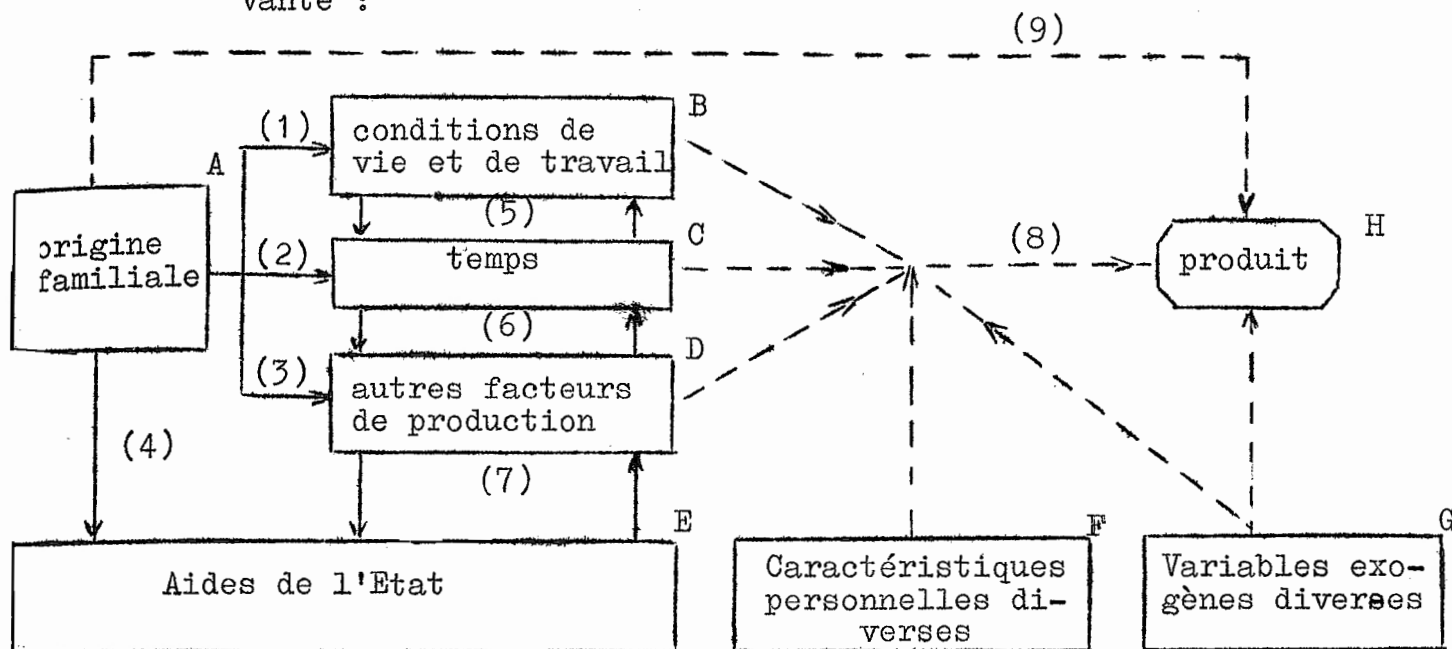 vante :
(9)
B
(1)
conditions de
vie et de travail
A
(5)
origine
familiale
(2)
temps
C
(8)
produit
H
(6)
D
(3)
autres facteurs
de production
(4)
(7)
E
F
G
Aides de l'Etat
Caractéristiques
personnelles di-
verses
Variables exo-
gènes diverses